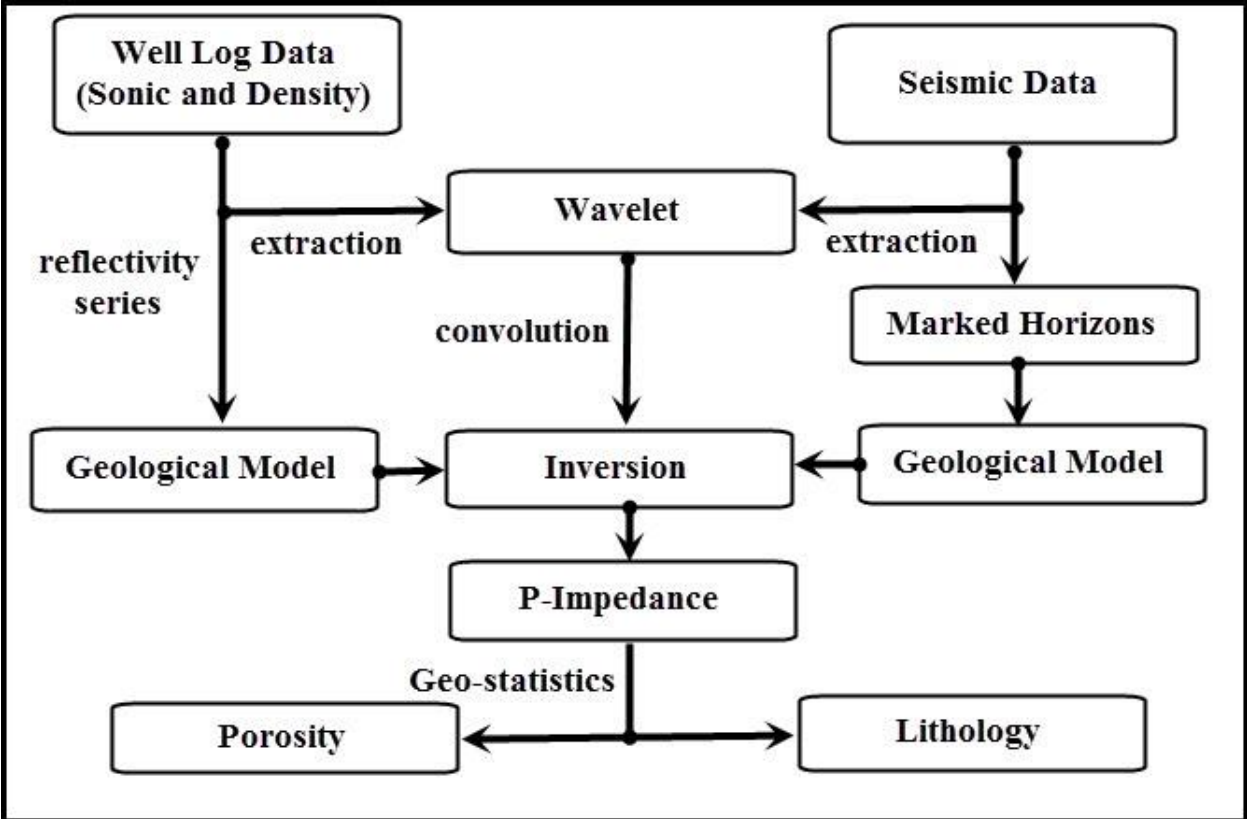 Well Log Data
(Sonic and Density)
Seismic Data
Wavelet
extraction
extraction
reflectivity
series
Marked Horizons
convolution
Geological Model
Inversion
Geological Model
P-Impedance
Geo-statistics
Porosity
Lithology